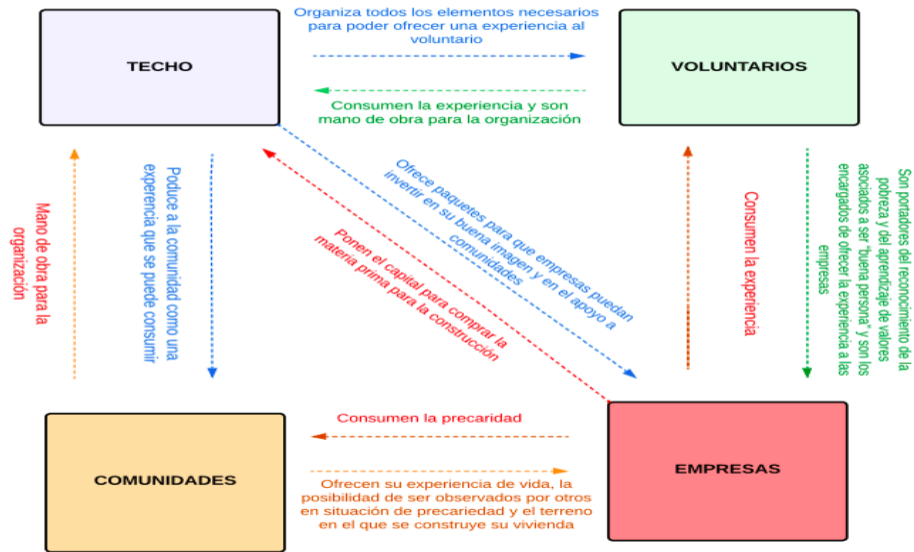 Organiza todos los elementos necesarios
para poder ofrecer una experiencia al
voluntario
TECHO
VOLUNTARIOS
Consumen la experiencia y son
mano de obra para la organización
Mano de obra para la
organización
Poduce a la comunidad como una
experencia que se puede consumir
Ofrece paquetes para que empresas puedan
invertir en su buena imagen y en el apoyo a
comunidades
Ponen el capital para comprar la
materia prima para la construcción
Consumen la experiencia
Son portadores del reconocimiento de la
pobreza y del aprendizaje de valores
asociados a ser "buena persona" y son los
encargados de ofrecer la experiencia a las
empresas
COMUNIDADES
Consumen la precaridad
EMPRESAS
Ofrecen su experiencia de vida, la
posibilidad de ser observados por otros
en situación de precariedad y el terreno
en el que se construye su vivienda